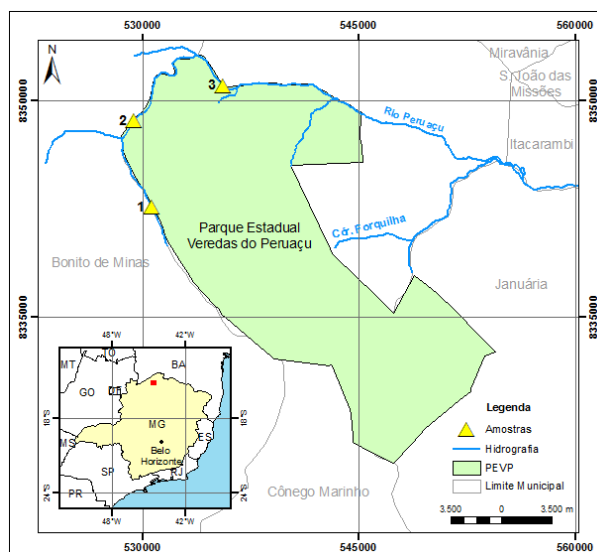 530000 545000 560000
N
Miravânia
S. João das
Missões
8350000
8350000
3
2
Rio Peruaçu
Itacarambi
1
Parque Estadual
Veredas do Peruaçu
Cór. Forquilha
Bonito de Minas
Januária
8335000
8335000
48°W 42°W
MT TO BA
GO DF
18°S 18°S
MG
MS ES
Belo
Horizonte
SP RJ
PR
24°S 24°S
48°W 42°W
Cônego Marinho
Legenda
Amostras
Hidrografia
PEVP
Limite Municipal
3.500 0 3.500 m
530000 545000 560000